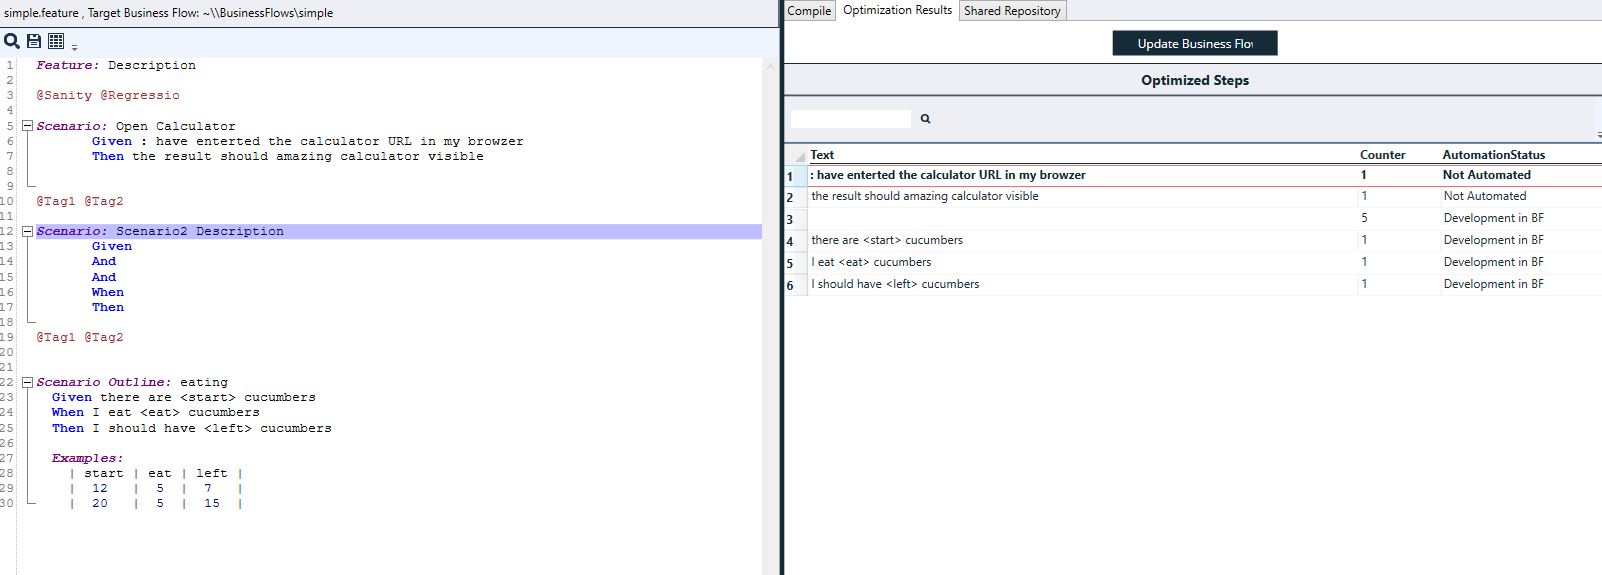 simple.feature , Target Business Flow: ~\\BusinessFlows\simple
1 Feature: Description
2
3 @Sanity @Regressio
4
5 Scenario: Open Calculator
6 Given : have enterted the calculator URL in my browzer
7 Then the result should amazing calculator visible
8
9
10 @Tag1 @Tag2
11
12 Scenario: Scenario2 Description
13 Given
14 And
15 And
16 When
17 Then
18
19 @Tag1 @Tag2
20
21
22 Scenario Outline: eating
23 Given there are <start> cucumbers
24 When I eat <eat> cucumbers
25 Then I should have <left> cucumbers
26
27 Examples:
28 | start | eat | left |
29 | 12 | 5 | 7 |
30 | 20 | 5 | 15 |
Compile Optimization Results Shared Repository
Update Business Flo
Optimized Steps
Text Counter AutomationStatus
1 : have enterted the calculator URL in my browzer 1 Not Automated
2 the result should amazing calculator visible 1 Not Automated
3 5 Development in BF
4 there are <start> cucumbers 1 Development in BF
5 I eat <eat> cucumbers 1 Development in BF
6 I should have <left> cucumbers 1 Development in BF